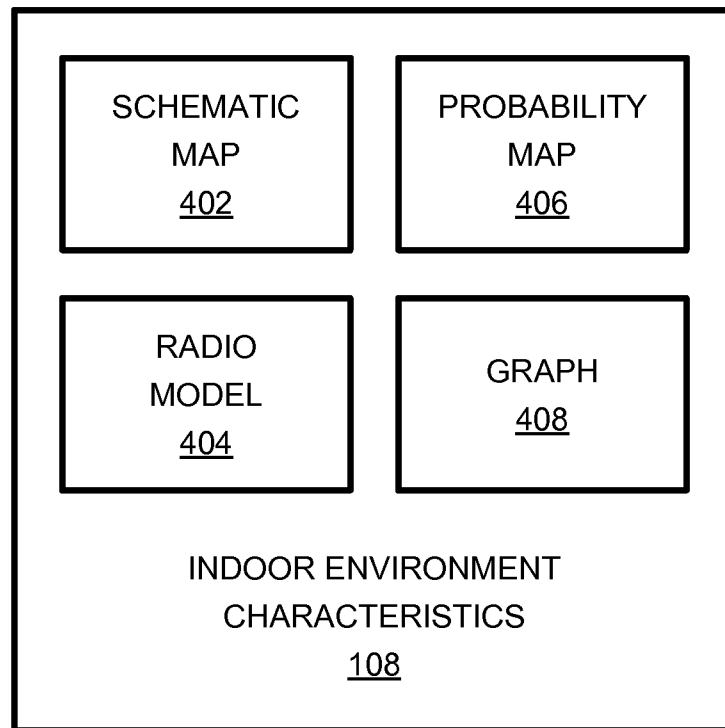 SCHEMATIC
MAP
402
PROBABILITY
MAP
406
RADIO
MODEL
404
GRAPH
408
INDOOR ENVIRONMENT
CHARACTERISTICS
108